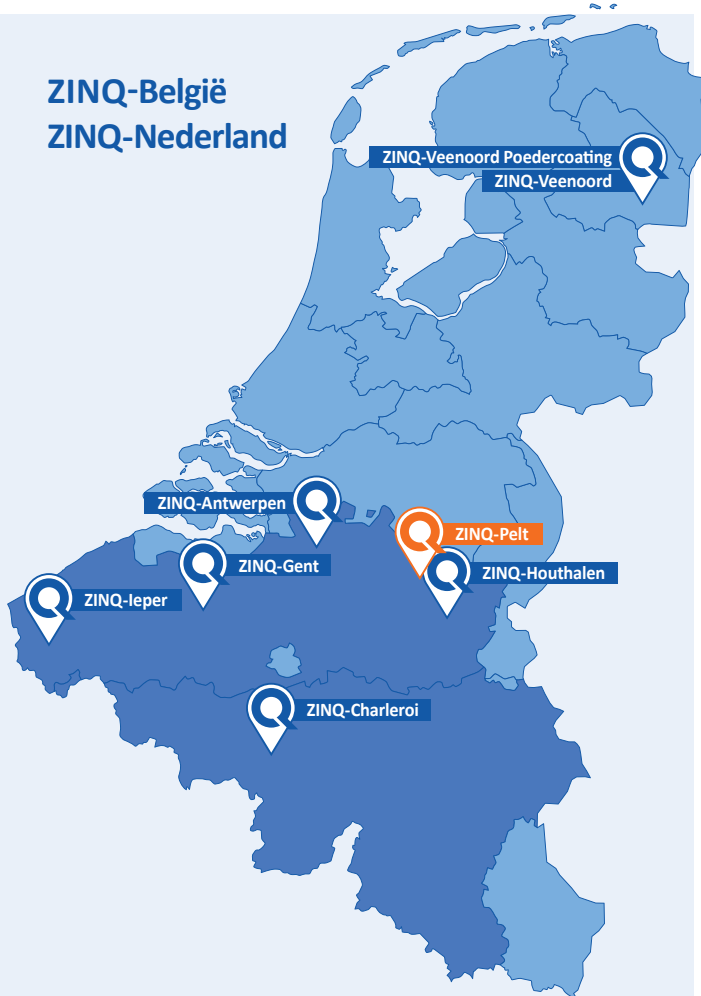 ZINQ-België
ZINQ-Nederland
ZINQ-Veenoord Poedercoating
ZINQ-Veenoord
ZINQ-Antwerpen
ZINQ-Pelt
ZINQ-Gent
ZINQ-Houthalen
ZINQ-Ieper
ZINQ-Charleroi